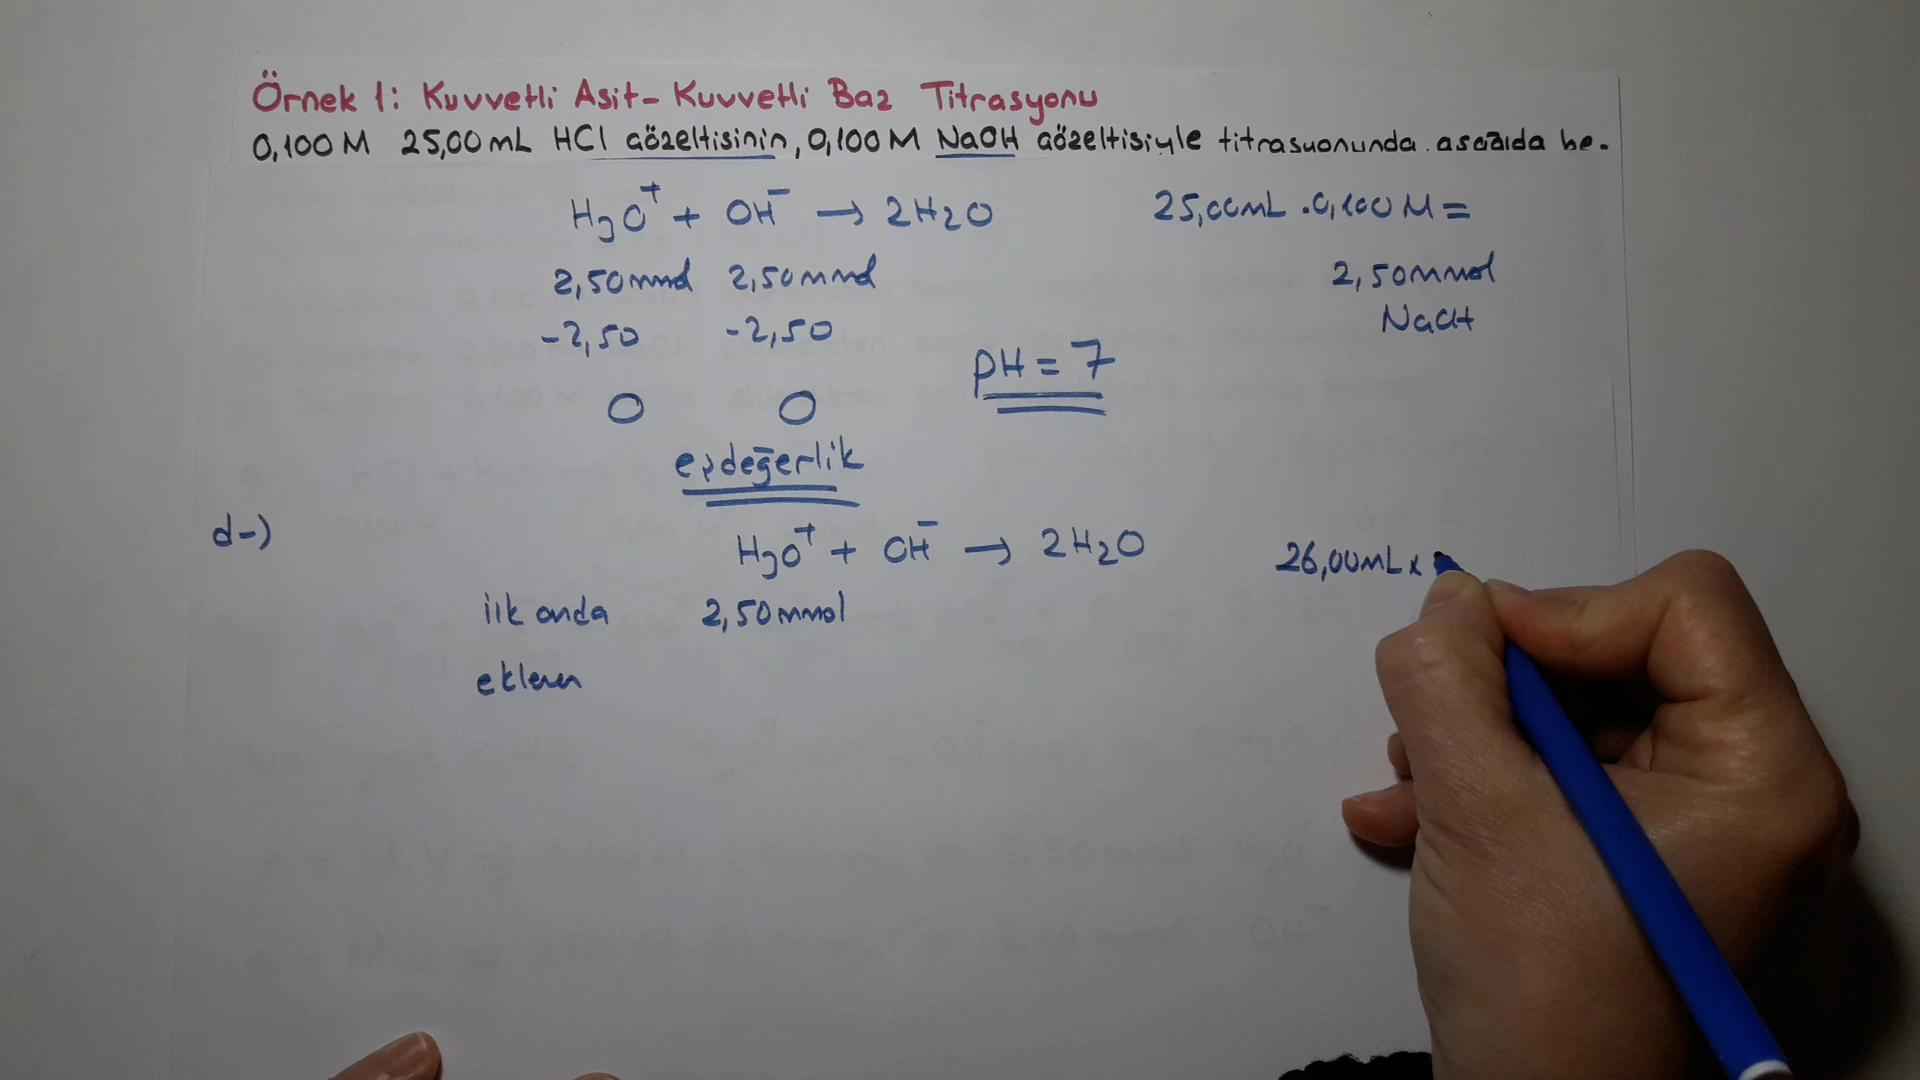 Örnek 1: Kuvvetli Asit-Kuvvetli Baz Titrasyonu
0,100 M 25,00 mL HCl çözeltisinin, 0,100 M NaOH çözeltisiyle titrasyonunda aşağıda be.
H3O+ + OH- → 2H2O
25,00mL .0,100 M =
2,50mmol 2,50mmol
2,50mmol
-2,50 -2,50
NaOH
pH = 7
0 0
eşdeğerlik
d-)
H3O+ + OH- → 2H2O
26,00mL x
ilk anda 2,50mmol
eklenen